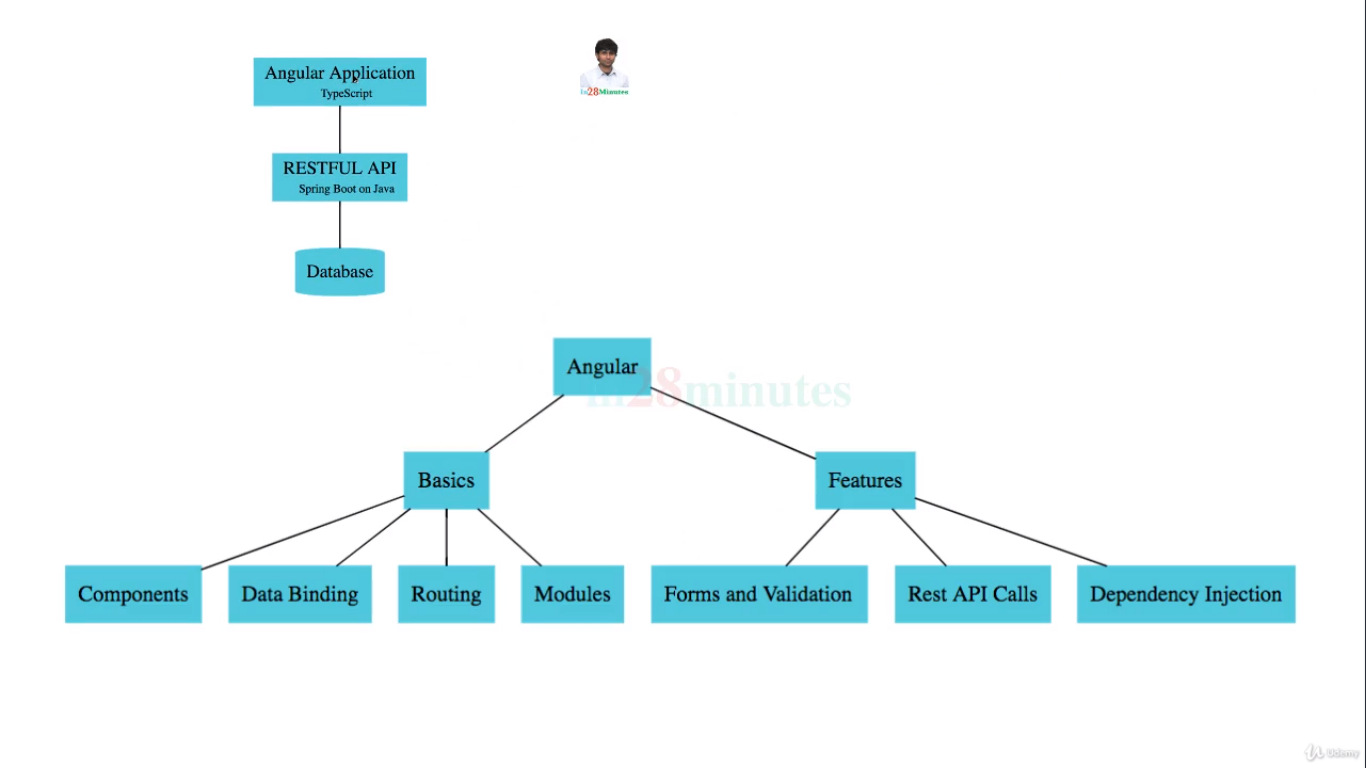 Angular Application
TypeScript
in28Minutes
RESTFUL API
Spring Boot on Java
Database
Angular
in28minutes
Basics
Features
Components
Data Binding
Routing
Modules
Forms and Validation
Rest API Calls
Dependency Injection
Udemy